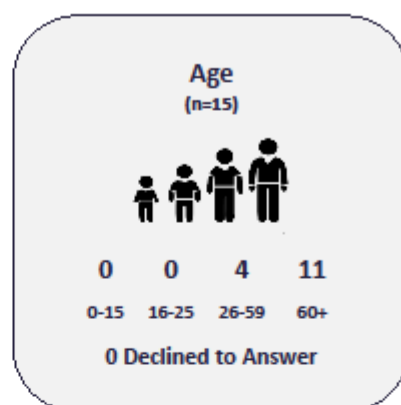 Age
(n=15)
0 0 4 11
0-15 16-25 26-59 60+
0 Declined to Answer